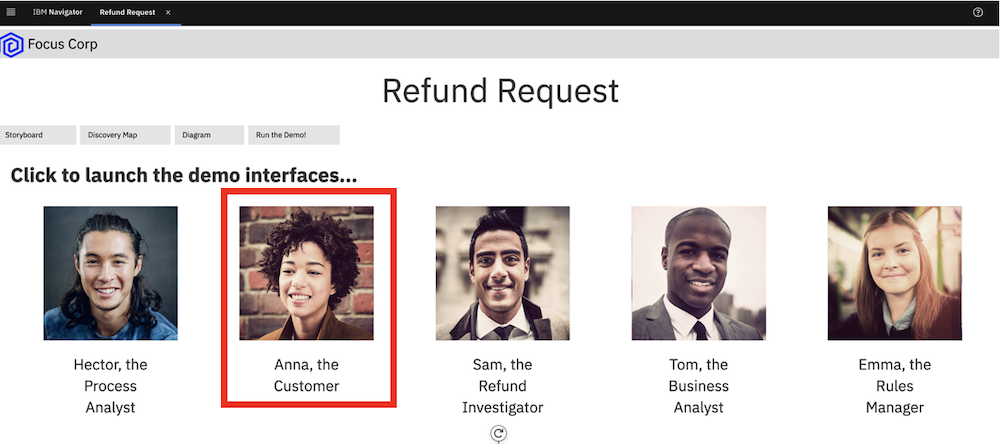 IBM Navigator Refund Request
Focus Corp
Refund Request
Storyboard Discovery Map Diagram Run the Demo!
Click to launch the demo interfaces...
Hector, the
Process
Analyst
Anna, the
Customer
Sam, the
Refund
Investigator
Tom, the
Business
Analyst
Emma, the
Rules
Manager